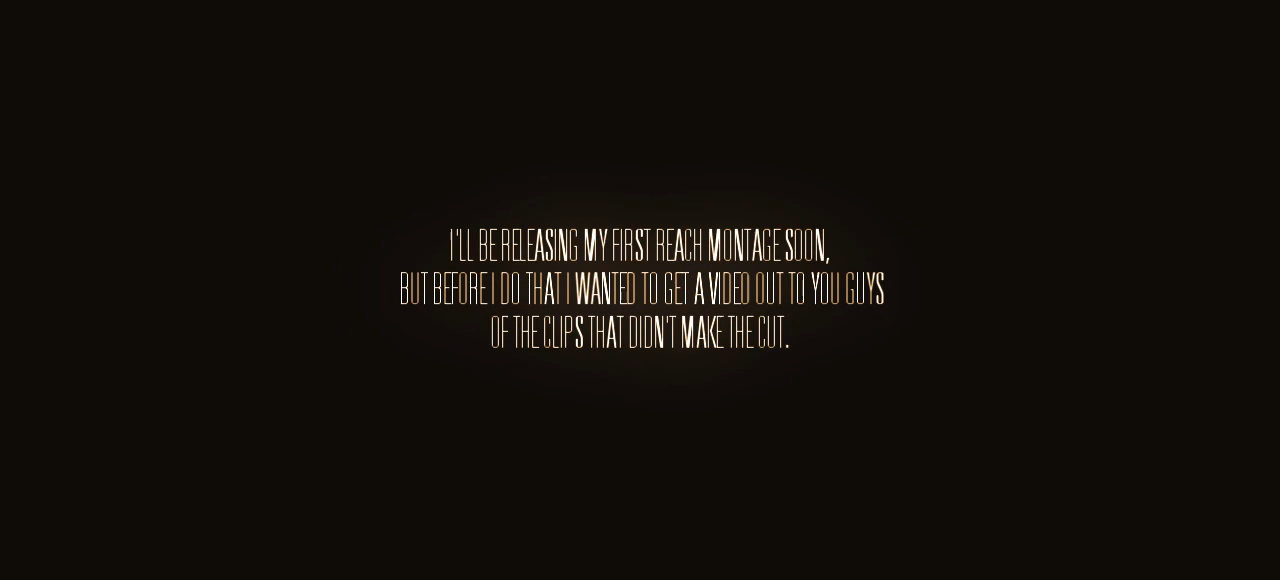 I'LL BE RELEASING MY FIRST REACH MONTAGE SOON,
BUT BEFORE I DO THAT I WANTED TO GET A VIDEO OUT TO YOU GUYS
OF THE CLIPS THAT DIDN'T MAKE THE CUT.